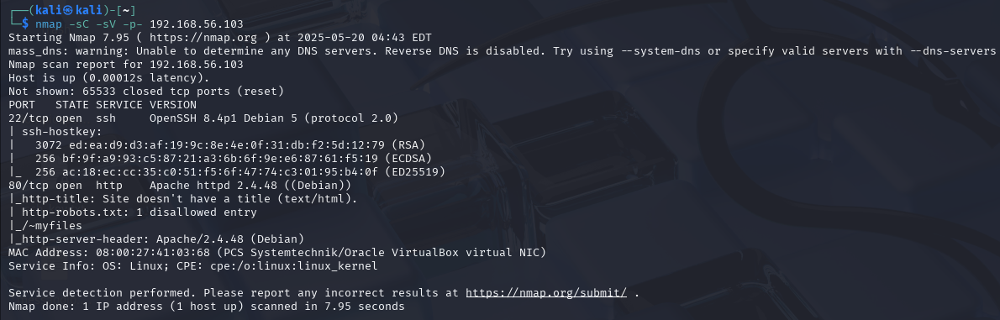 ┌──(kali㉿kali)-[~]
└─$ nmap -sC -sV -p- 192.168.56.103
Starting Nmap 7.95 ( https://nmap.org ) at 2025-05-20 04:43 EDT
mass_dns: warning: Unable to determine any DNS servers. Reverse DNS is disabled. Try using --system-dns or specify valid servers with --dns-servers
Nmap scan report for 192.168.56.103
Host is up (0.00012s latency).
Not shown: 65533 closed tcp ports (reset)
PORT   STATE SERVICE VERSION
22/tcp open  ssh     OpenSSH 8.4p1 Debian 5 (protocol 2.0)
| ssh-hostkey:
|   3072 ed:ea:d9:d3:af:19:9c:8e:4e:0f:31:db:f2:5d:12:79 (RSA)
|   256 bf:9f:a9:93:c5:87:21:a3:6b:6f:9e:e6:87:61:f5:19 (ECDSA)
|_  256 ac:18:ec:cc:35:c0:51:f5:6f:47:74:c3:01:95:b4:0f (ED25519)
80/tcp open  http    Apache httpd 2.4.48 ((Debian))
|_http-title: Site doesn't have a title (text/html).
| http-robots.txt: 1 disallowed entry
|_/~myfiles
|_http-server-header: Apache/2.4.48 (Debian)
MAC Address: 08:00:27:41:03:68 (PCS Systemtechnik/Oracle VirtualBox virtual NIC)
Service Info: OS: Linux; CPE: cpe:/o:linux:linux_kernel

Service detection performed. Please report any incorrect results at https://nmap.org/submit/ .
Nmap done: 1 IP address (1 host up) scanned in 7.95 seconds